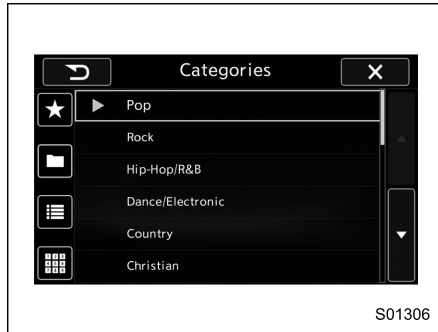 Categories
Pop
Rock
Hip-Hop/R&B
Dance/Electronic
Country
Christian
S01306